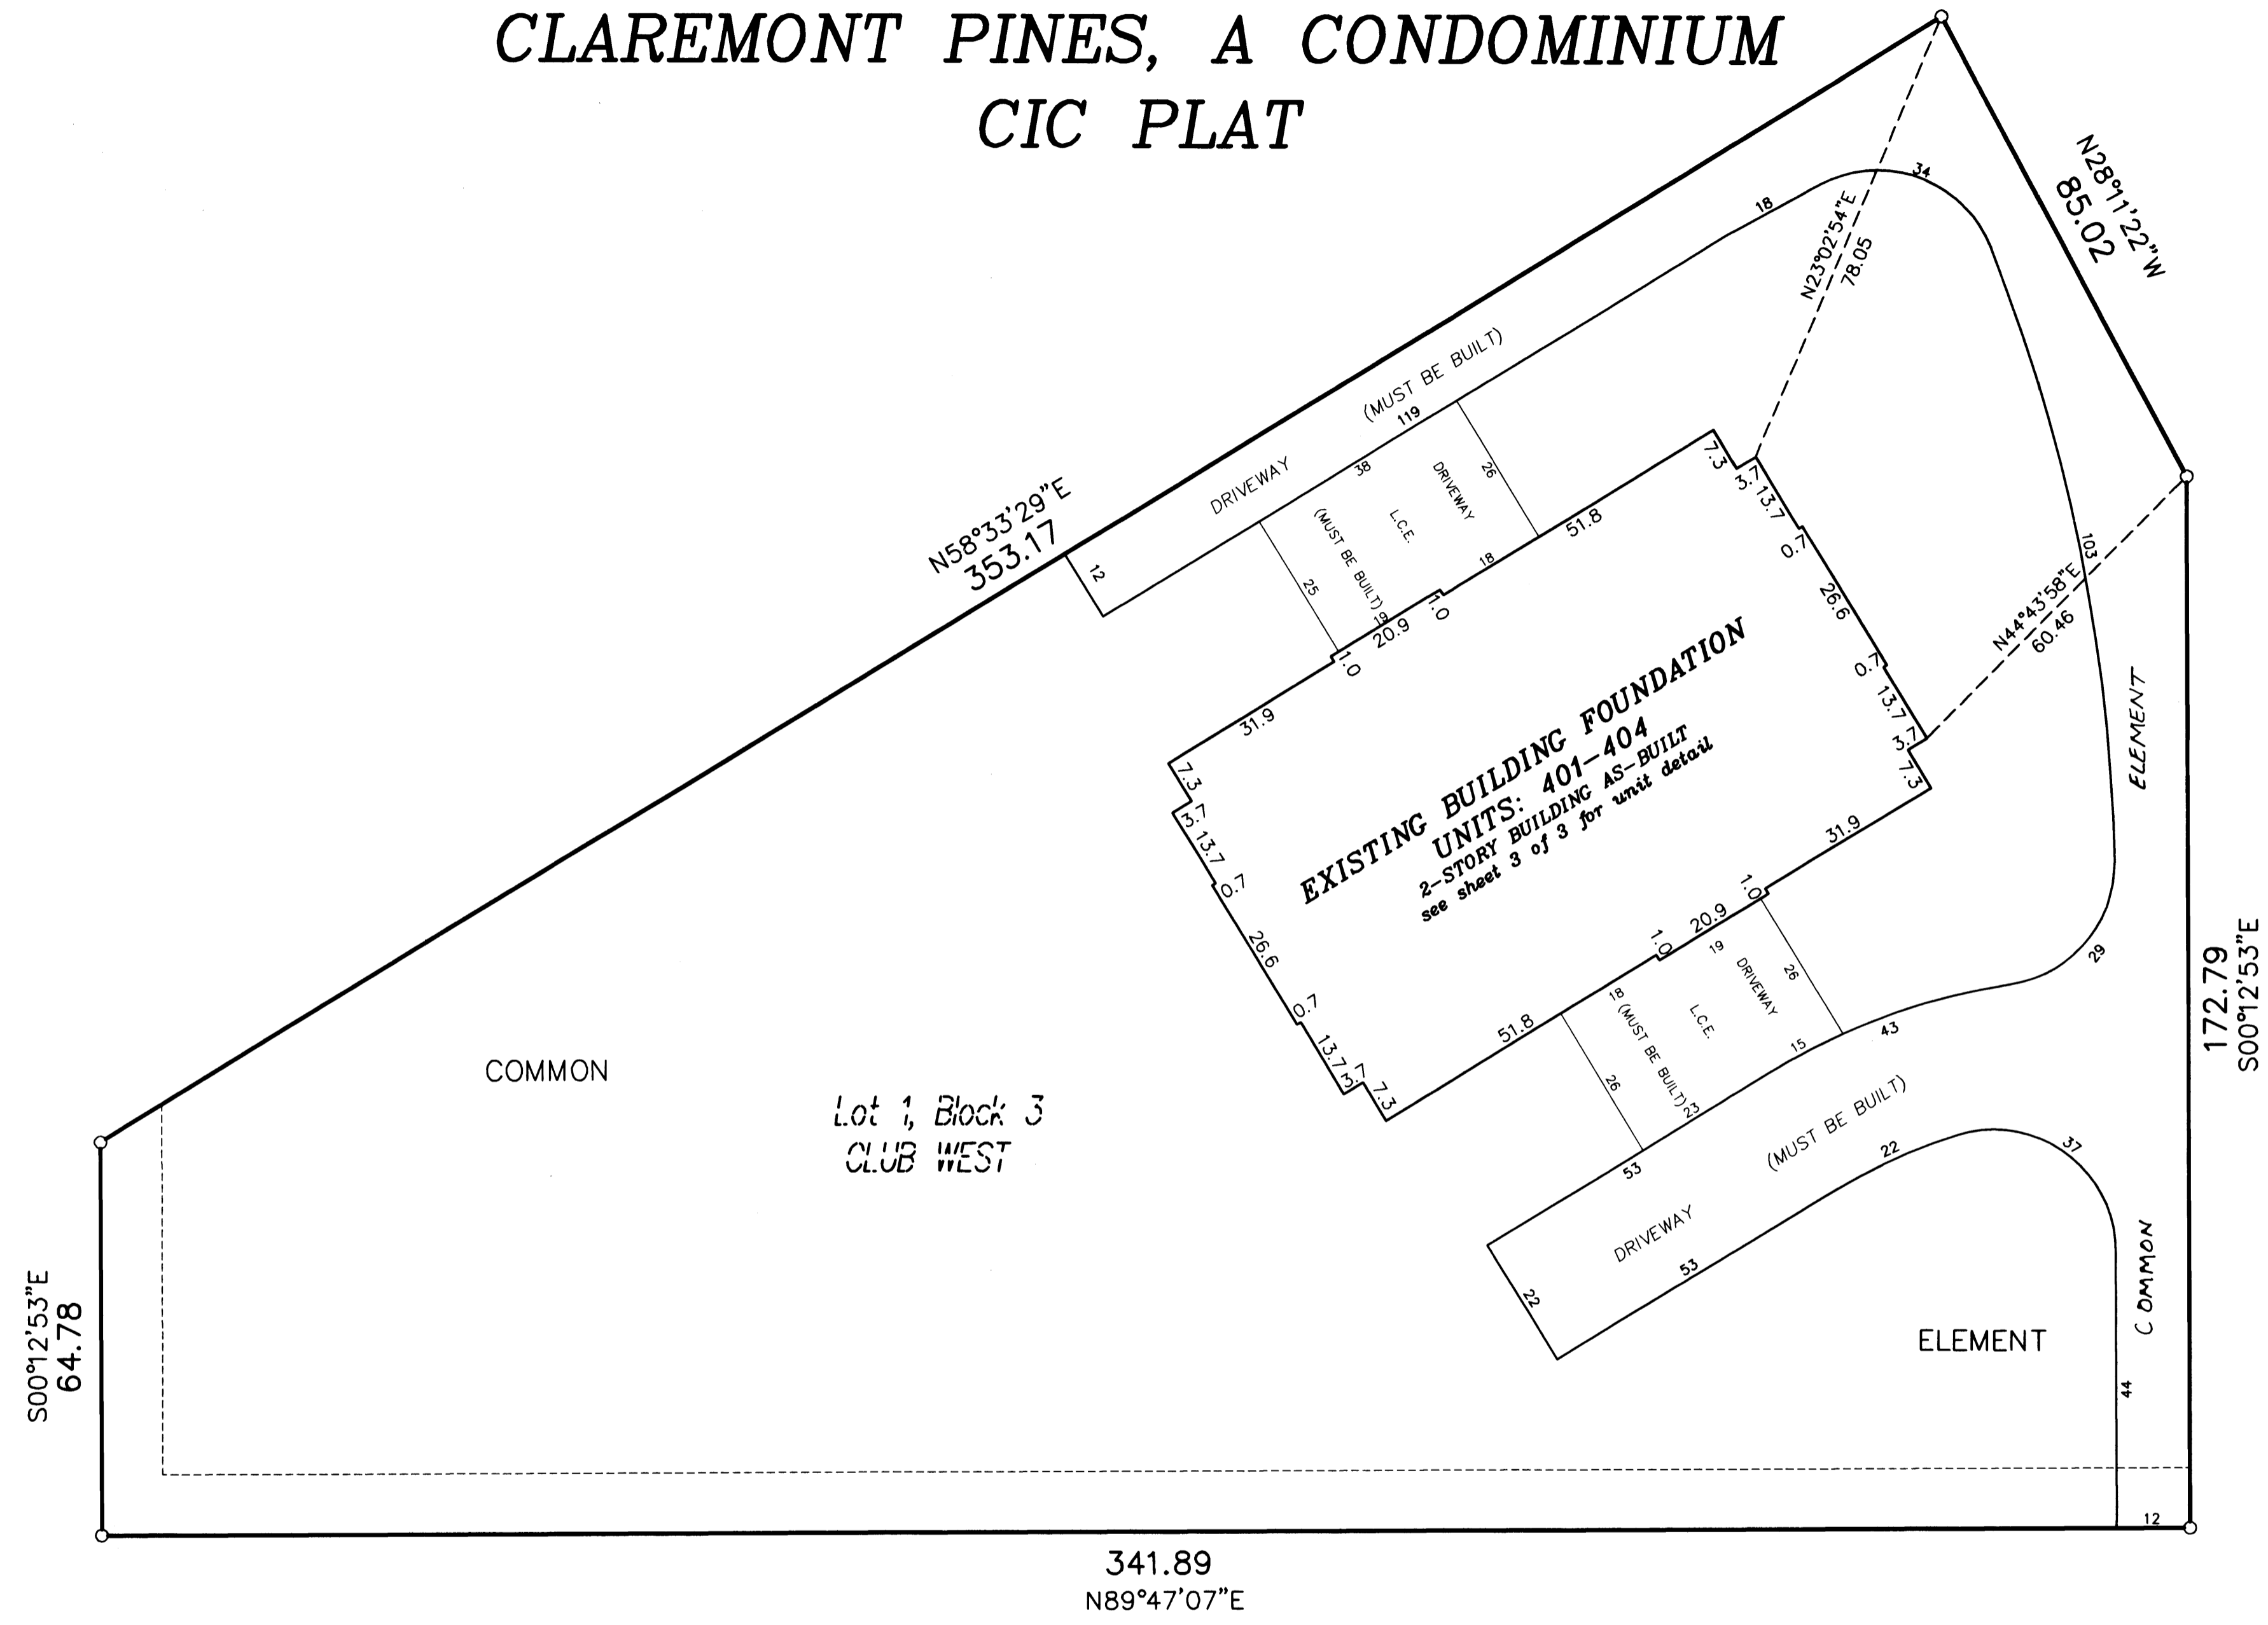 CLAREMONT PINES, A CONDOMINIUM
CIC PLAT
N28°11'22"W
85.02
34
18
N23°02'54"E
78.05
(MUST BE BUILT)
119
DRIVEWAY
38
DRIVEWAY
26
L.C.E.
(MUST BE BUILT)
25
12
N58°33'29"E
353.17
7.3
3.7
13.7
51.8
18
0.7
103
19
20.9
1.0
1.0
26.6
N44°43'58"E
60.46
0.7
13.7
3.7
7.3
31.9
EXISTING BUILDING FOUNDATION
UNITS: 401-404
2-STORY BUILDING AS-BUILT
see sheet 3 of 3 for unit detail
ELEMENT
7.3
3.7
13.7
0.7
26.6
0.7
13.7
3.7
7.3
31.9
1.0
20.9
1.0
19
DRIVEWAY
26
18
L.C.E.
(MUST BE BUILT)
51.8
26
23
15
43
29
172.79
S00°12'53"E
COMMON
Lot 1, Block 3
CLUB WEST
(MUST BE BUILT)
53
DRIVEWAY
22
37
53
22
COMMON
ELEMENT
44
S00°12'53"E
64.78
12
341.89
N89°47'07"E